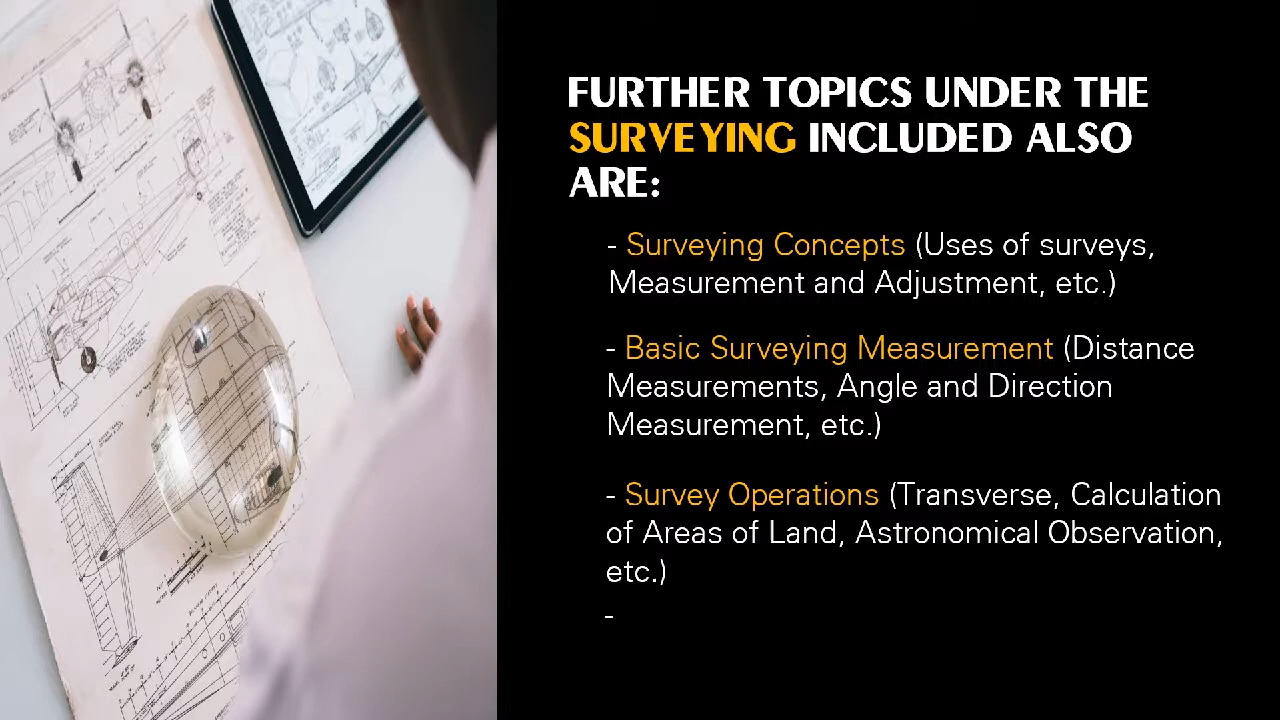 FURTHER TOPICS UNDER THE
SURVEYING INCLUDED ALSO
ARE:
- Surveying Concepts (Uses of surveys,
Measurement and Adjustment, etc.)
- Basic Surveying Measurement (Distance
Measurements, Angle and Direction
Measurement, etc.)
- Survey Operations (Transverse, Calculation
of Areas of Land, Astronomical Observation,
etc.)
-